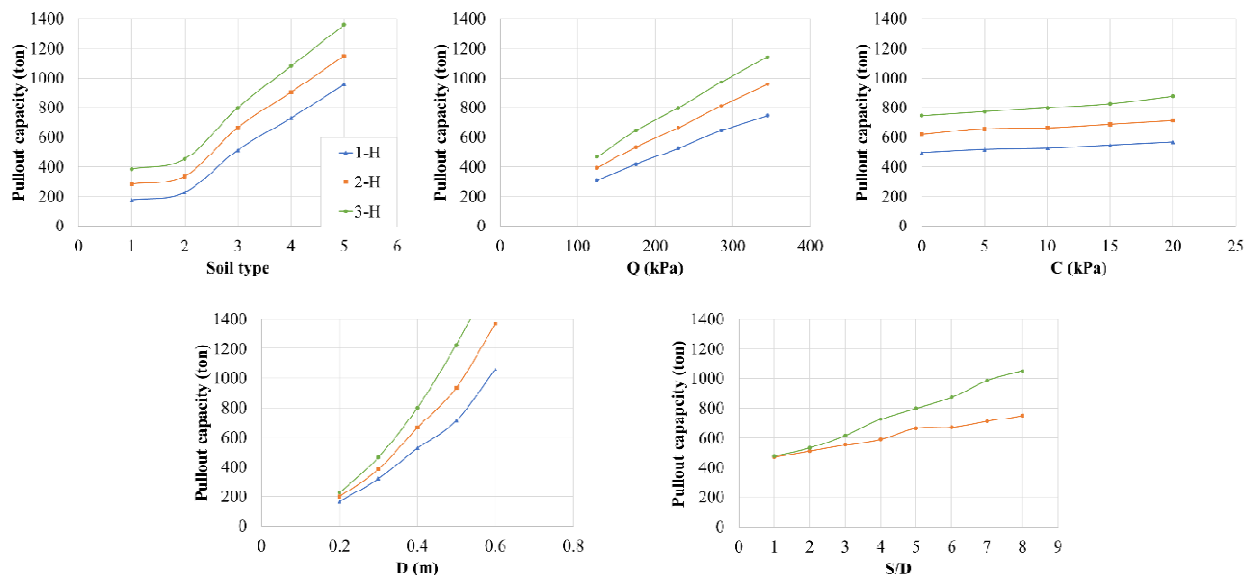 Pullout capacity (ton)
1400
1200
1000
800
600
400
200
0
0 1 2 3 4 5 6
Soil type
1-H
2-H
3-H
Pullout capacity (ton)
1400
1200
1000
800
600
400
200
0
0 100 200 300 400
Q (kPa)
Pullout capacity (ton)
1400
1200
1000
800
600
400
200
0
0 5 10 15 20 25
C (kPa)
Pullout capacity (ton)
1400
1200
1000
800
600
400
200
0
0 0.2 0.4 0.6 0.8
D (m)
Pullout capapcity (ton)
1400
1200
1000
800
600
400
200
0
0 1 2 3 4 5 6 7 8 9
S/D